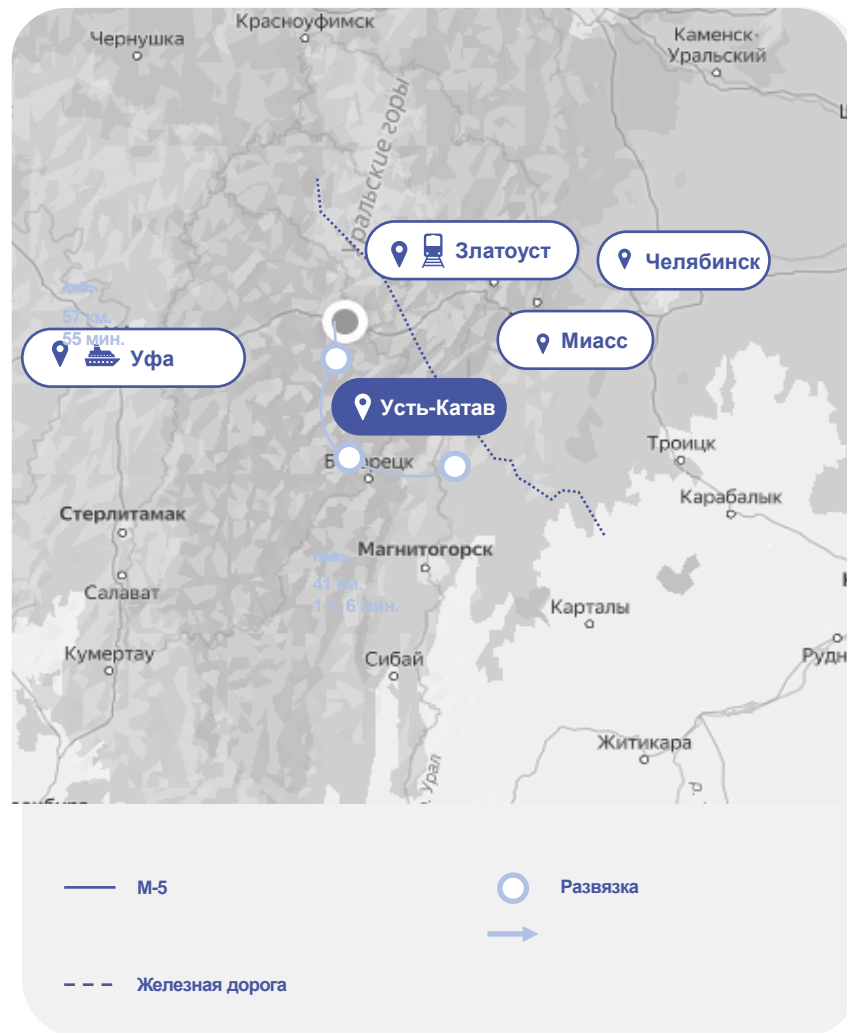 Красноуфимск
Чернушка
Каменск-
Уральский
Уральские горы
Златоуст
Челябинск
57 км.
55 мин.
Уфа
Миасс
Усть-Катав
Троицк
Карабалык
Стерлитамак
Магнитогорск
41 км.
Салават
Карталы
Кумертау
Сибай
Житикара
р. Урал
р.
М-5
Развязка
Железная дорога